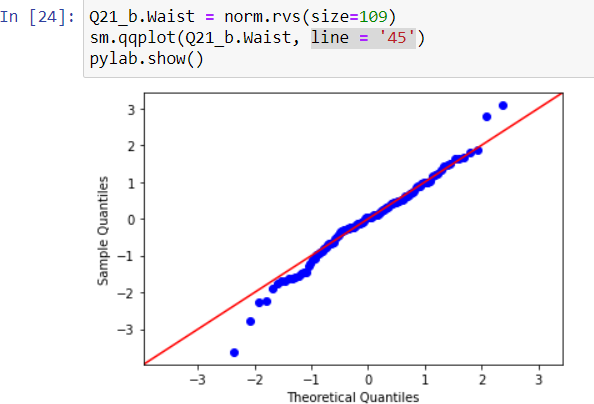 In [24]: Q21_b.Waist = norm.rvs(size=109)
sm.qqplot(Q21_b.Waist, line = '45')
pylab.show()
3
2
1
0
−1
−2
−3
Sample Quantiles
−3 −2 −1 0 1 2 3
Theoretical Quantiles